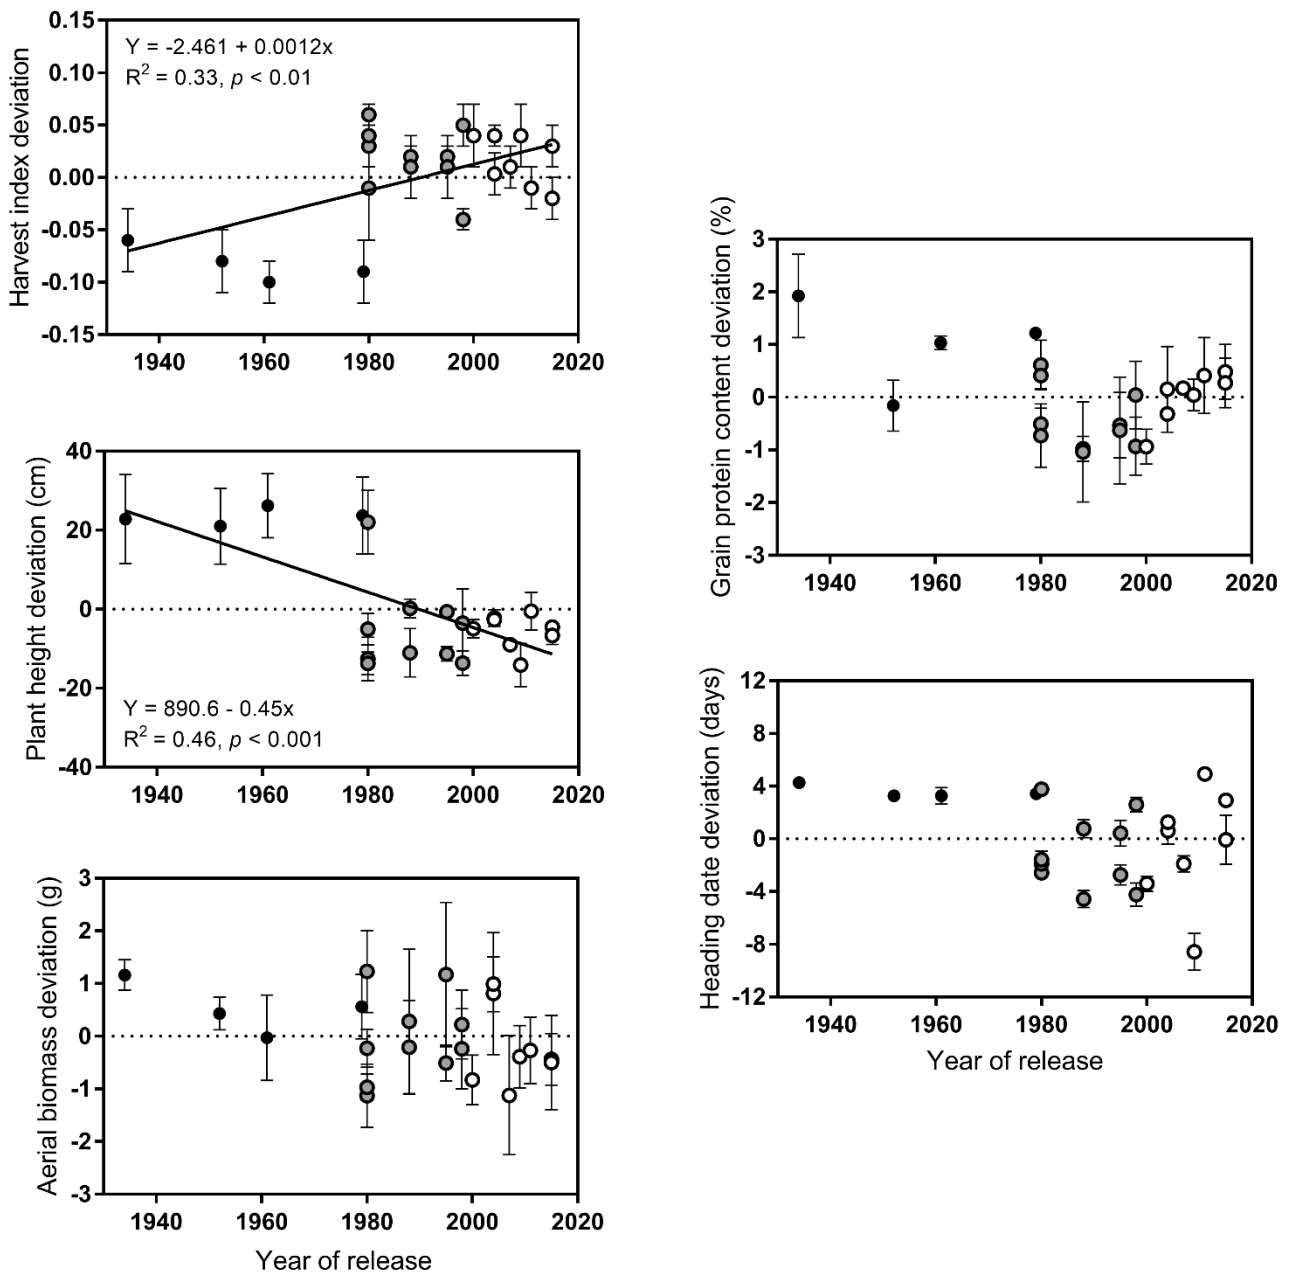 Harvest index deviation
0.15
0.10
0.05
0.00
-0.05
-0.10
-0.15
Y = -2.461 + 0.0012x
R² = 0.33, p < 0.01
1940 1960 1980 2000 2020
Plant height deviation (cm)
40
20
0
-20
-40
Y = 890.6 - 0.45x
R² = 0.46, p < 0.001
1940 1960 1980 2000 2020
Aerial biomass deviation (g)
3
2
1
0
-1
-2
-3
1940 1960 1980 2000 2020
Year of release
Grain protein content deviation (%)
3
2
1
0
-1
-2
-3
1940 1960 1980 2000 2020
Heading date deviation (days)
12
8
4
0
-4
-8
-12
1940 1960 1980 2000 2020
Year of release